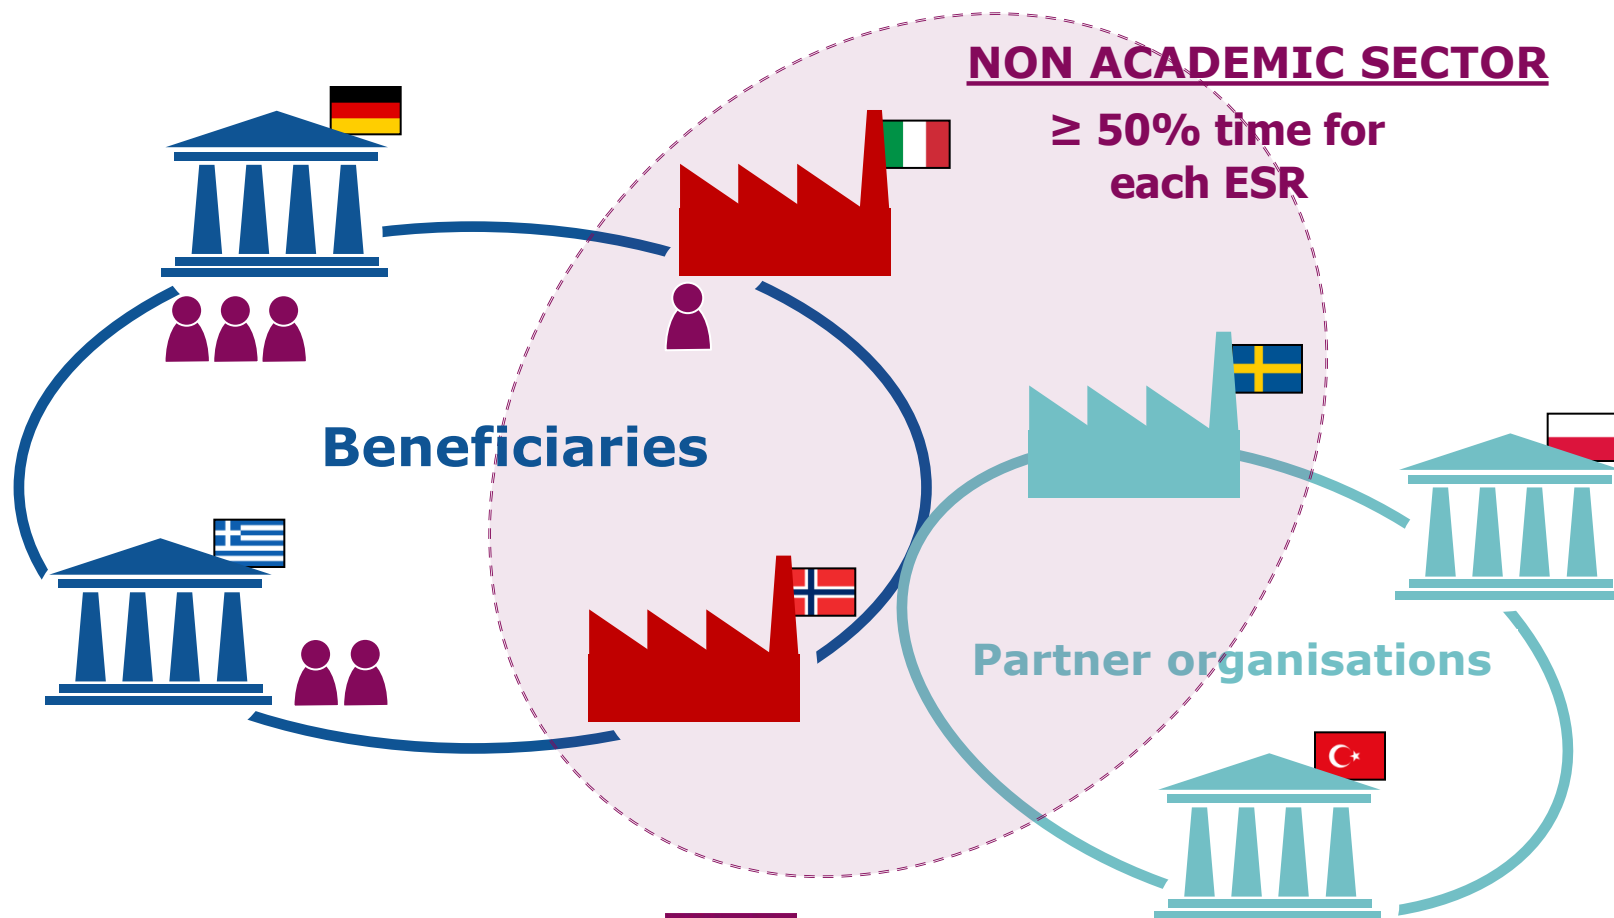 NON ACADEMIC SECTOR
≥ 50% time for
each ESR
Beneficiaries
Partner organisations